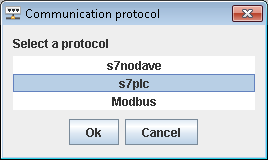 Communication protocol
Select a protocol
s7nodave
s7plc
Modbus
Ok Cancel